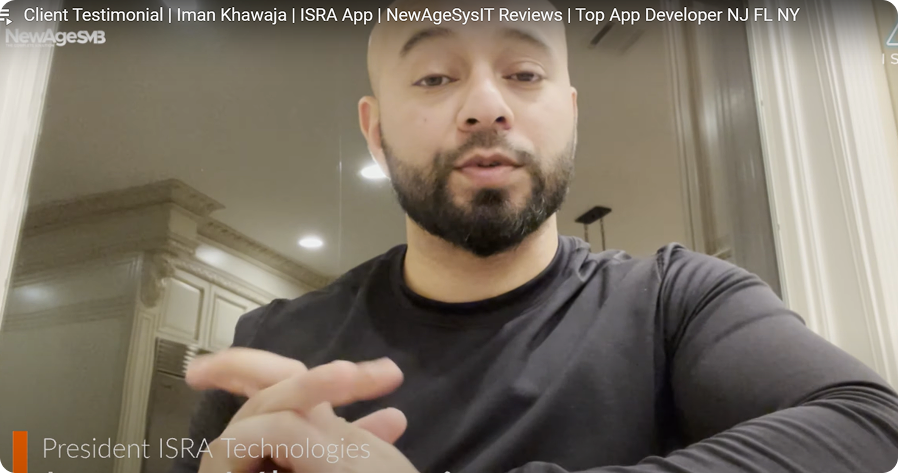 Client Testimonial | Iman Khawaja | ISRA App | NewAgeSysIT Reviews | Top App Developer NJ FL NY
NewAgeSMB
President ISRA Technologies